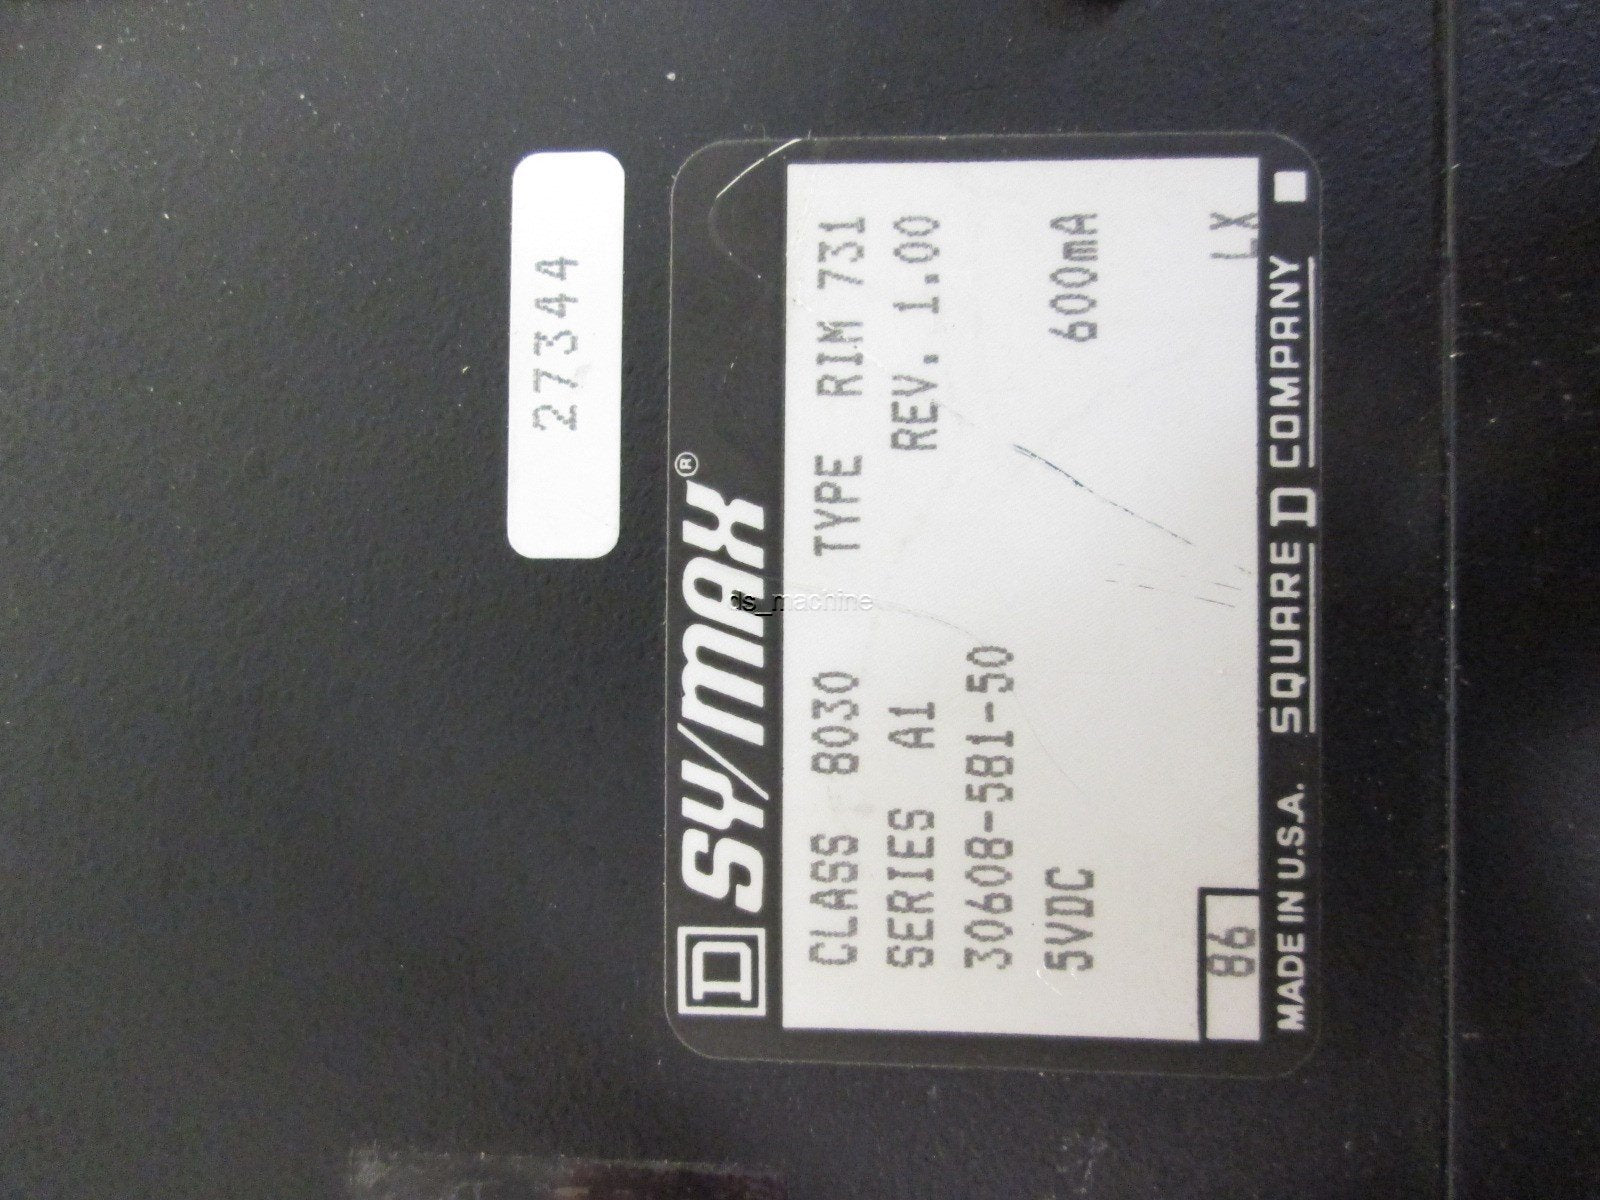 27344
D SY/MAX®
CLASS 8030 TYPE RIM 731
SERIES A1 REV. 1.00
30608-581-50
5VDC 600mA
86 LX
MADE IN U.S.A. SQUARE D COMPANY
ds_machine